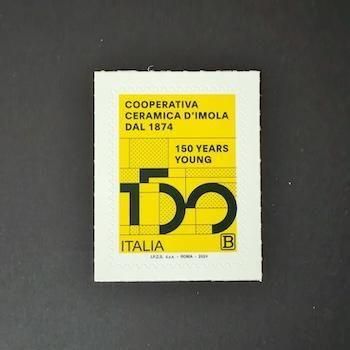 COOPERATIVA
CERAMICA D'IMOLA
DAL 1874
150 YEARS
YOUNG
150
ITALIA B
I.P.Z.S. S.p.A. - ROMA - 2024